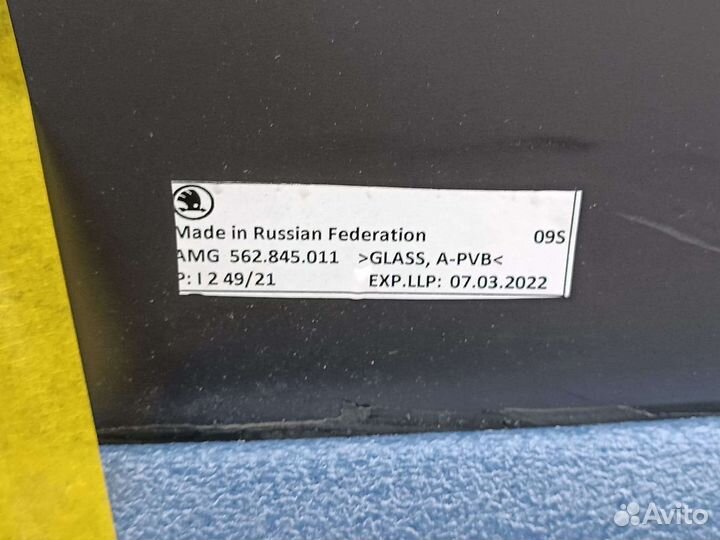 Made in Russian Federation 09S
AMG 562.845.011 >GLASS, A-PVB<
P: I 2 49/21 EXP.LLP: 07.03.2022
Avito